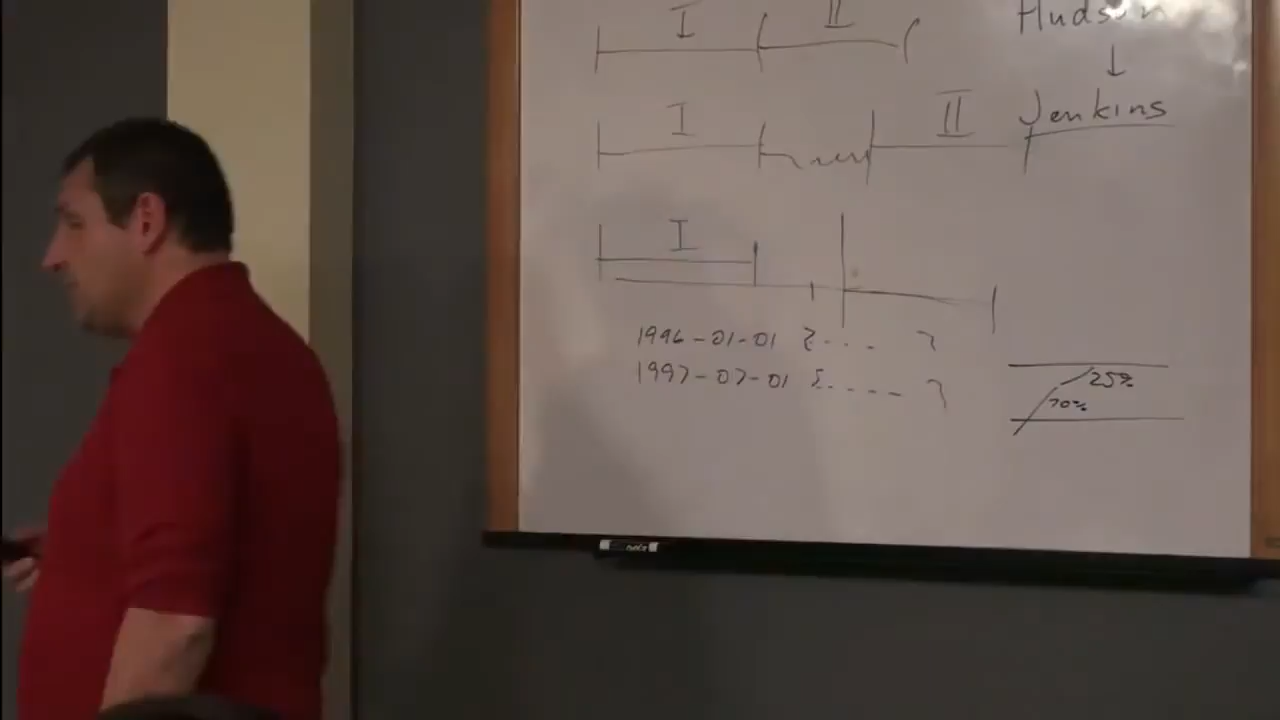 I II Hudson
↓
I II Jenkins
I
1996-01-01 {... }
1997-07-01 {..... }
25%
70%